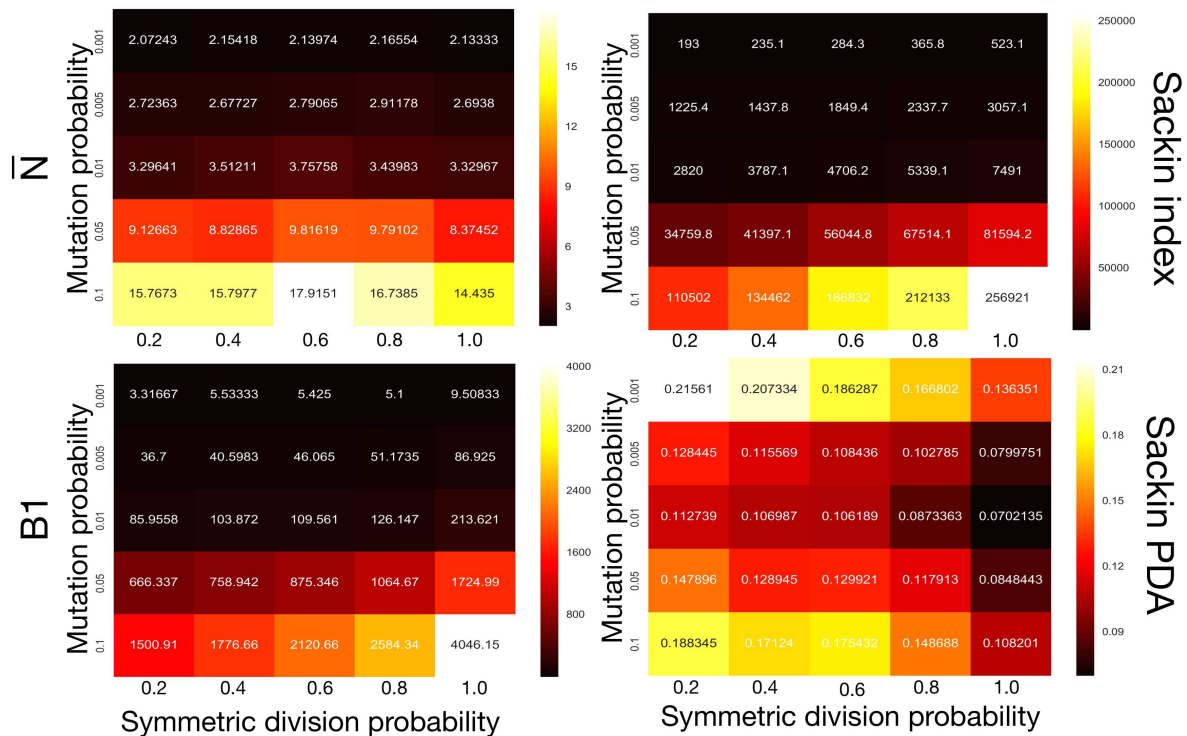 N̅
Mutation probability
0.001
2.07243 2.15418 2.13974 2.16554 2.13333
0.005
2.72363 2.67727 2.79065 2.91178 2.6938
0.01
3.29641 3.51211 3.75758 3.43983 3.32967
0.05
9.12663 8.82865 9.81619 9.79102 8.37452
0.1
15.7673 15.7977 17.9151 16.7385 14.435
0.2 0.4 0.6 0.8 1.0
15
12
9
6
3
Mutation probability
0.001
193 235.1 284.3 365.8 523.1
0.005
1225.4 1437.8 1849.4 2337.7 3057.1
0.01
2820 3787.1 4706.2 5339.1 7491
0.05
34759.8 41397.1 56044.8 67514.1 81594.2
0.1
110502 134462 186832 212133 256921
0.2 0.4 0.6 0.8 1.0
250000
200000
150000
100000
50000
Sackin index
B1
Mutation probability
0.001
3.31667 5.53333 5.425 5.1 9.50833
0.005
36.7 40.5983 46.065 51.1735 86.925
0.01
85.9558 103.872 109.561 126.147 213.621
0.05
666.337 758.942 875.346 1064.67 1724.99
0.1
1500.91 1776.66 2120.66 2584.34 4046.15
0.2 0.4 0.6 0.8 1.0
Symmetric division probability
4000
3200
2400
1600
800
Mutation probability
0.001
0.21561 0.207334 0.186287 0.166802 0.136351
0.005
0.128445 0.115569 0.108436 0.102785 0.0799751
0.01
0.112739 0.106987 0.106189 0.0873363 0.0702135
0.05
0.147896 0.128945 0.129921 0.117913 0.0848443
0.1
0.188345 0.17124 0.175432 0.148688 0.108201
0.2 0.4 0.6 0.8 1.0
Symmetric division probability
0.21
0.18
0.15
0.12
0.09
Sackin PDA